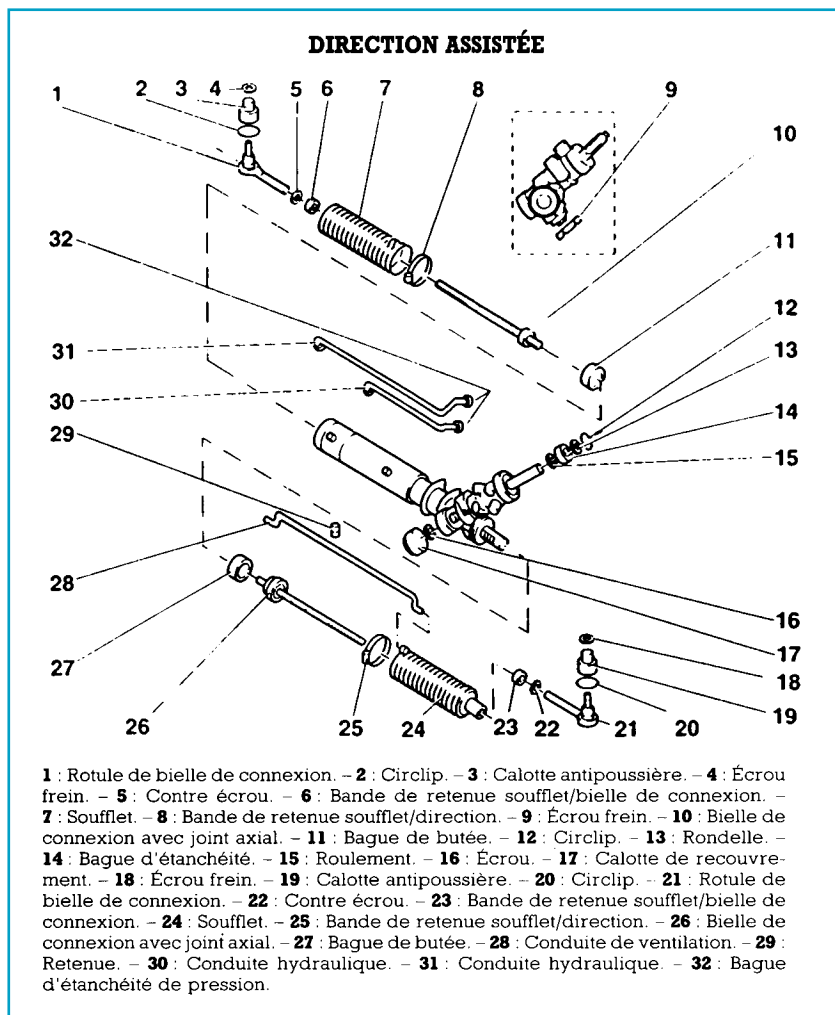 DIRECTION ASSISTÉE
1 2 3 4 5 6 7 8 9
10
11
12
13
14
15
32
31
30
29
28
27
26
25
24
23
22
21
20
19
18
17
16
1 : Rotule de bielle de connexion. – 2 : Circlip. – 3 : Calotte antipoussière. – 4 : Écrou
frein. – 5 : Contre écrou. – 6 : Bande de retenue soufflet/bielle de connexion. –
7 : Soufflet. – 8 : Bande de retenue soufflet/direction. – 9 : Écrou frein. – 10 : Bielle de
connexion avec joint axial. – 11 : Bague de butée. – 12 : Circlip. – 13 : Rondelle. –
14 : Bague d'étanchéité. – 15 : Roulement. – 16 : Écrou. – 17 : Calotte de recouvre-
ment. – 18 : Écrou frein. – 19 : Calotte antipoussière. – 20 : Circlip. – 21 : Rotule de
bielle de connexion. – 22 : Contre écrou. – 23 : Bande de retenue soufflet/bielle de
connexion. – 24 : Soufflet. – 25 : Bande de retenue soufflet/direction. – 26 : Bielle de
connexion avec joint axial. – 27 : Bague de butée. – 28 : Conduite de ventilation. – 29 :
Retenue. – 30 : Conduite hydraulique. – 31 : Conduite hydraulique. – 32 : Bague
d'étanchéité de pression.